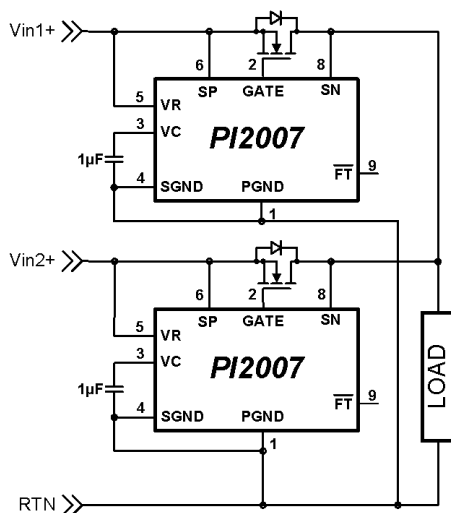 Vin1+
6
2
8
SP
GATE
SN
5
VR
3
VC
PI2007
1µF
9
FT
4
SGND
PGND
1
Vin2+
6
2
8
SP
GATE
SN
5
VR
3
VC
PI2007
1µF
9
FT
4
SGND
PGND
1
LOAD
RTN